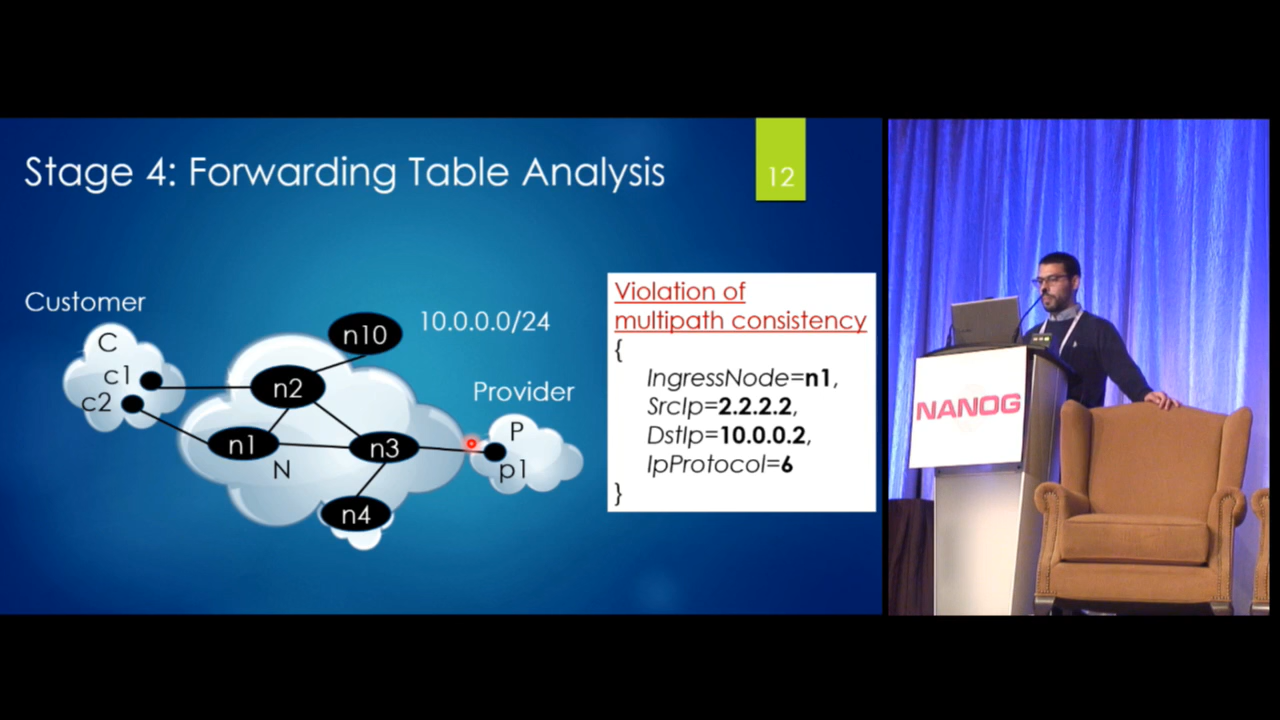 Stage 4: Forwarding Table Analysis
12
Customer
C
c1
c2
n10
10.0.0.0/24
n2
Provider
n1
n3
P
p1
N
n4
Violation of
multipath consistency
{
IngressNode=n1,
SrcIp=2.2.2.2,
DstIp=10.0.0.2,
IpProtocol=6
}
NANOG